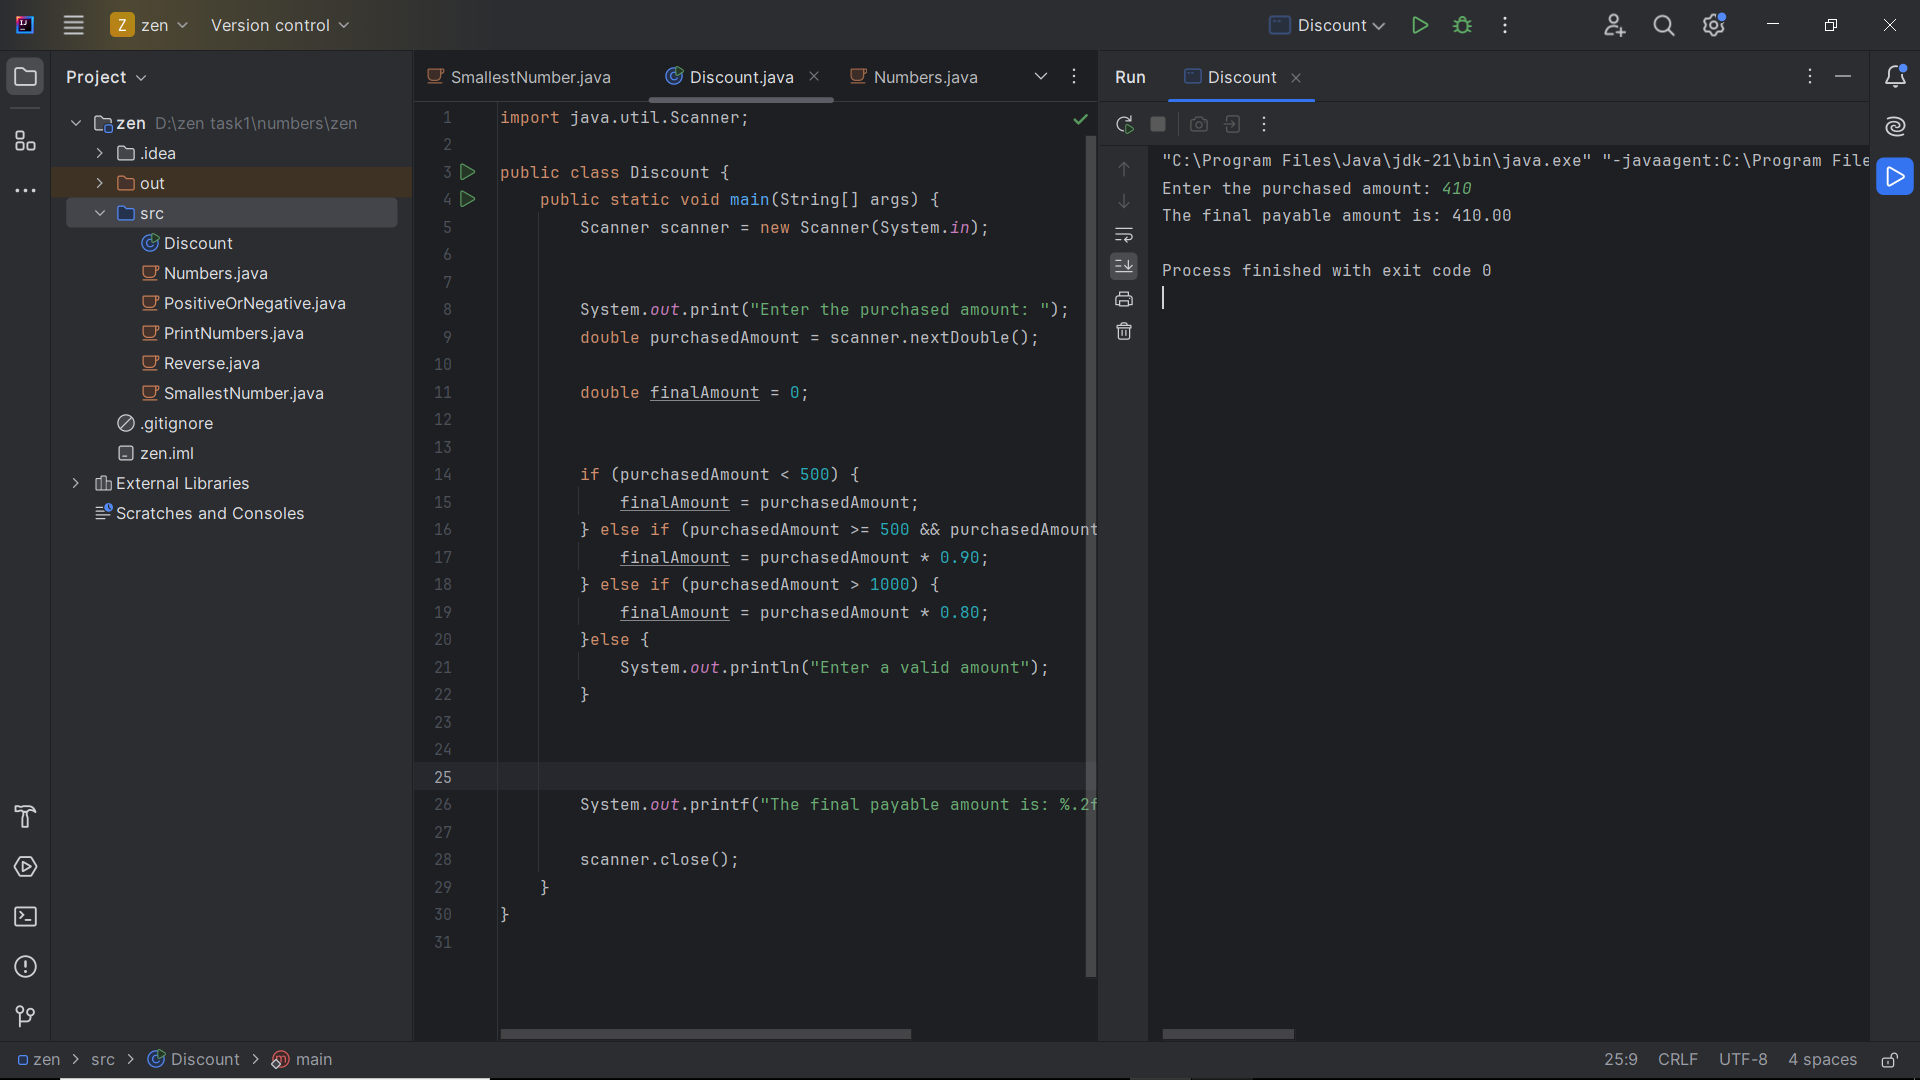 Z zen Version control Discount
Project
zen D:\zen task1\numbers\zen
.idea
out
src
Discount
Numbers.java
PositiveOrNegative.java
PrintNumbers.java
Reverse.java
SmallestNumber.java
.gitignore
zen.iml
External Libraries
Scratches and Consoles
SmallestNumber.java Discount.java Numbers.java
1 import java.util.Scanner;
2
3 public class Discount {
4 public static void main(String[] args) {
5 Scanner scanner = new Scanner(System.in);
6
7
8 System.out.print("Enter the purchased amount: ");
9 double purchasedAmount = scanner.nextDouble();
10
11 double finalAmount = 0;
12
13
14 if (purchasedAmount < 500) {
15 finalAmount = purchasedAmount;
16 } else if (purchasedAmount >= 500 && purchasedAmount
17 finalAmount = purchasedAmount * 0.90;
18 } else if (purchasedAmount > 1000) {
19 finalAmount = purchasedAmount * 0.80;
20 }else {
21 System.out.println("Enter a valid amount");
22 }
23
24
25
26 System.out.printf("The final payable amount is: %.2f
27
28 scanner.close();
29 }
30 }
31
Run Discount
"C:\Program Files\Java\jdk-21\bin\java.exe" "-javaagent:C:\Program File
Enter the purchased amount: 410
The final payable amount is: 410.00
Process finished with exit code 0
zen > src > Discount > main 25:9 CRLF UTF-8 4 spaces